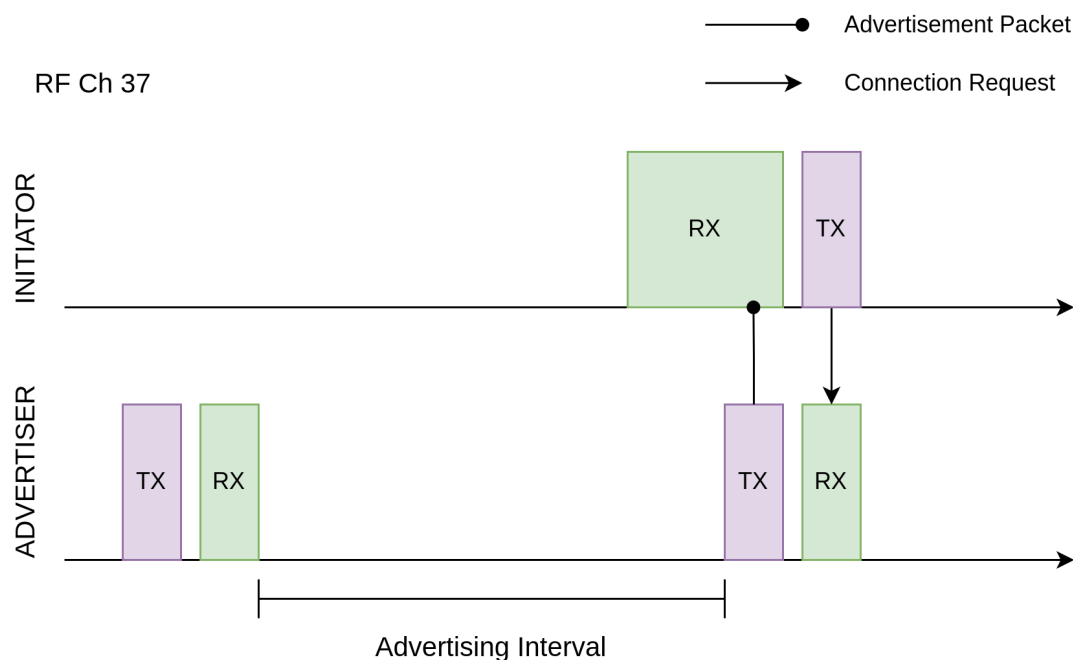 Advertisement Packet
RF Ch 37
Connection Request
INITIATOR
RX
TX
ADVERTISER
TX
RX
TX
RX
Advertising Interval